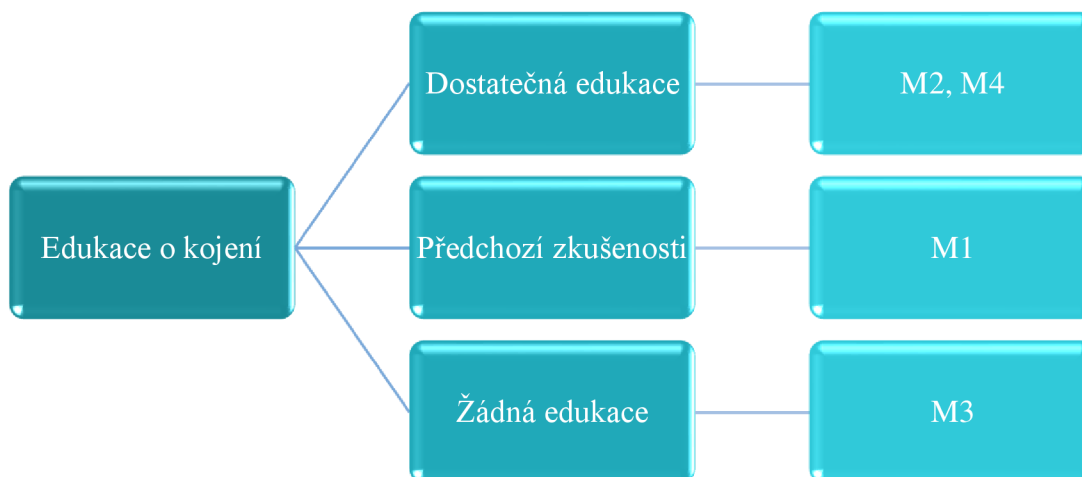 Dostatečná edukace
M2, M4
Edukace o kojení
Předchozí zkušenosti
M1
Žádná edukace
M3